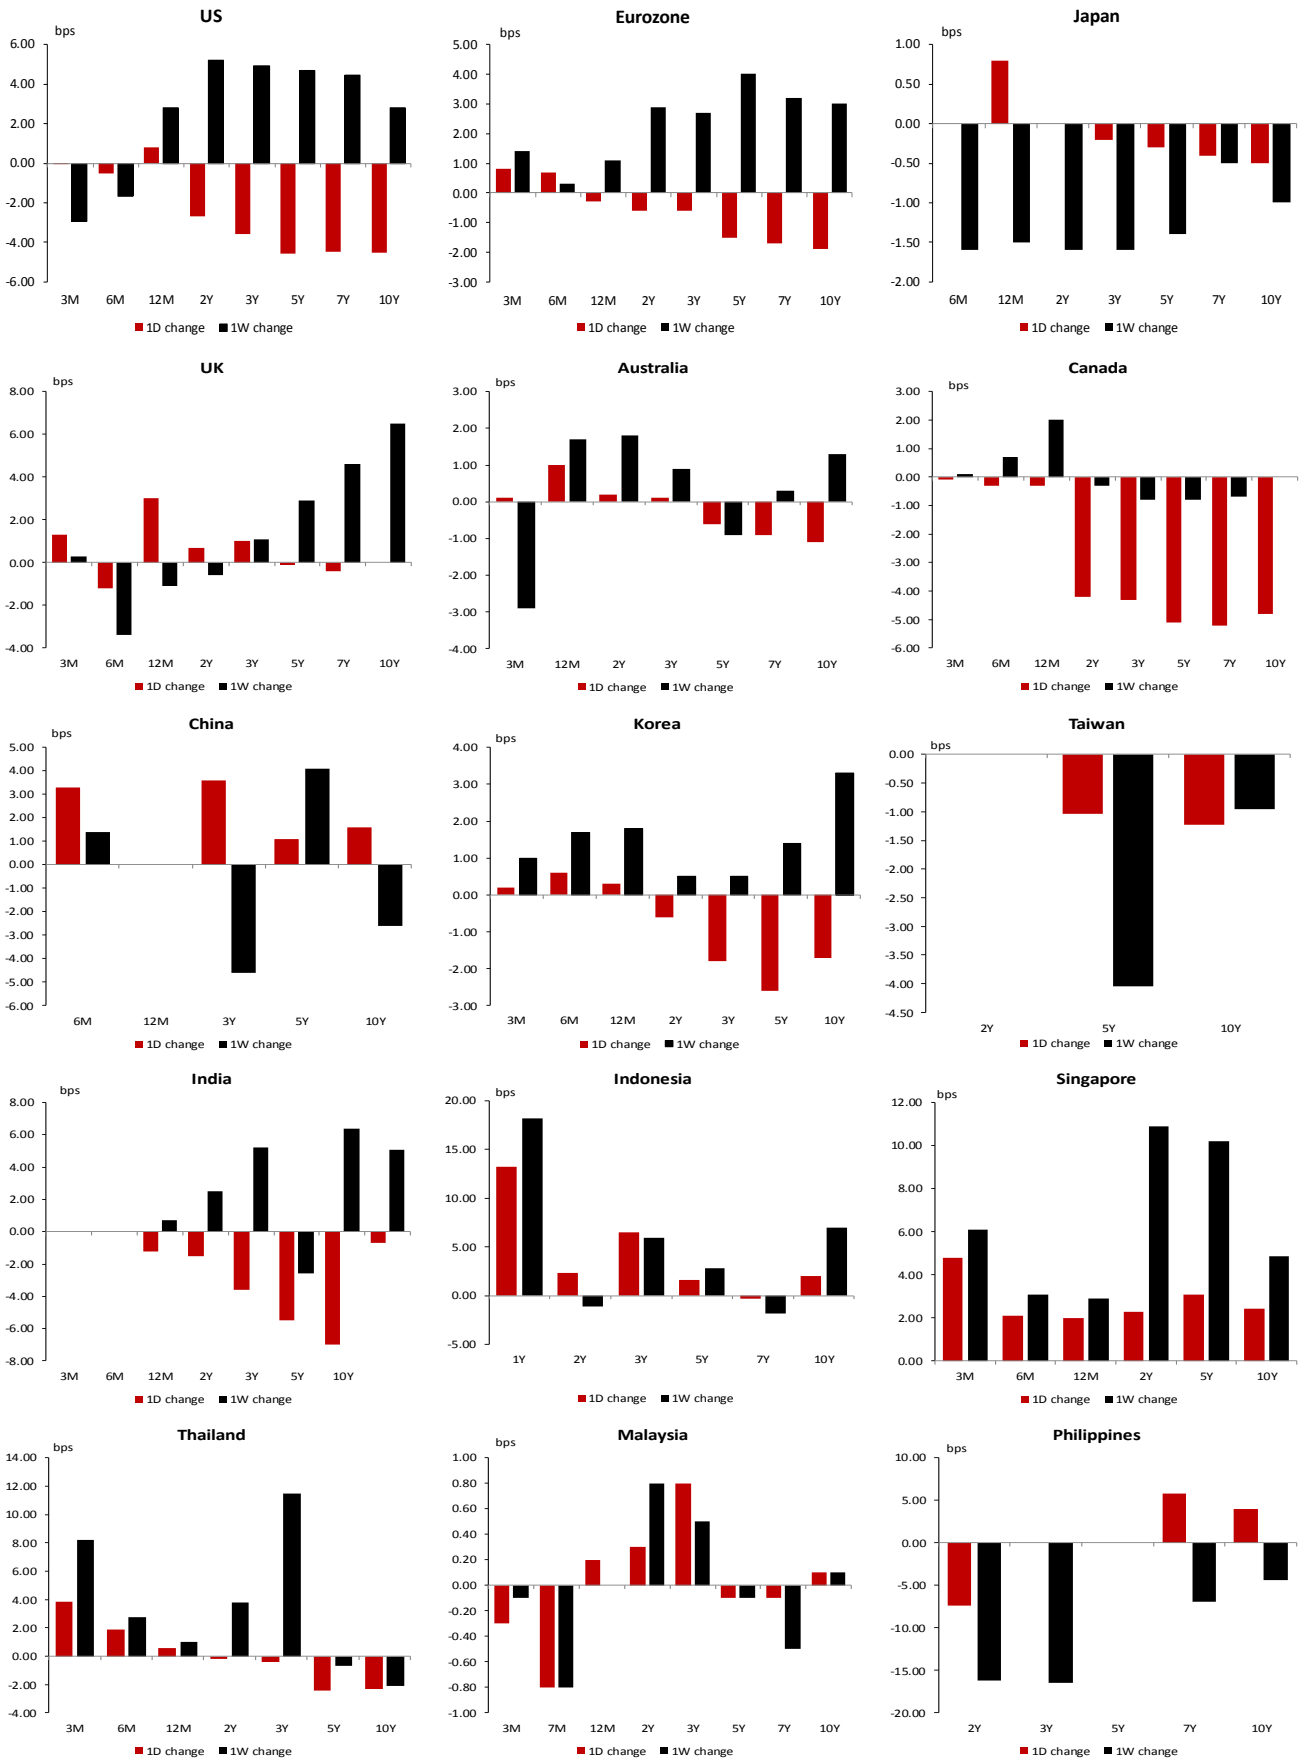 US
bps
6.00
4.00
2.00
0.00
-2.00
-4.00
-6.00
3M 6M 12M 2Y 3Y 5Y 7Y 10Y
1D change 1W change
Eurozone
bps
5.00
4.00
3.00
2.00
1.00
0.00
-1.00
-2.00
-3.00
3M 6M 12M 2Y 3Y 5Y 7Y 10Y
1D change 1W change
Japan
1.00
0.50
0.00
-0.50
-1.00
-1.50
-2.00
6M 12M 2Y 3Y 5Y 7Y 10Y
1D change 1W change
UK
bps
8.00
6.00
4.00
2.00
0.00
-2.00
-4.00
3M 6M 12M 2Y 3Y 5Y 7Y 10Y
1D change 1W change
Australia
bps
3.00
2.00
1.00
0.00
-1.00
-2.00
-3.00
-4.00
3M 12M 2Y 3Y 5Y 7Y 10Y
1D change 1W change
Canada
bps
3.00
2.00
1.00
0.00
-1.00
-2.00
-3.00
-4.00
-5.00
-6.00
3M 6M 12M 2Y 3Y 5Y 7Y 10Y
1D change 1W change
China
bps
5.00
4.00
3.00
2.00
1.00
0.00
-1.00
-2.00
-3.00
-4.00
-5.00
-6.00
6M 12M 3Y 5Y 10Y
1D change 1W change
Korea
bps
4.00
3.00
2.00
1.00
0.00
-1.00
-2.00
-3.00
3M 6M 12M 2Y 3Y 5Y 10Y
1D change 1W change
Taiwan
bps
0.00
-0.50
-1.00
-1.50
-2.00
-2.50
-3.00
-3.50
-4.00
-4.50
2Y 5Y 10Y
1D change 1W change
India
bps
8.00
6.00
4.00
2.00
0.00
-2.00
-4.00
-6.00
-8.00
3M 6M 12M 2Y 3Y 5Y 10Y
1D change 1W change
Indonesia
bps
20.00
15.00
10.00
5.00
0.00
-5.00
1Y 2Y 3Y 5Y 7Y 10Y
1D change 1W change
Singapore
bps
12.00
10.00
8.00
6.00
4.00
2.00
0.00
3M 6M 12M 2Y 5Y 10Y
1D change 1W change
Thailand
bps
14.00
12.00
10.00
8.00
6.00
4.00
2.00
0.00
-2.00
-4.00
3M 6M 12M 2Y 3Y 5Y 10Y
1D change 1W change
Malaysia
bps
1.00
0.80
0.60
0.40
0.20
0.00
-0.20
-0.40
-0.60
-0.80
-1.00
3M 7M 12M 2Y 3Y 5Y 7Y 10Y
1D change 1W change
Philippines
bps
10.00
5.00
0.00
-5.00
-10.00
-15.00
-20.00
2Y 3Y 5Y 7Y 10Y
1D change 1W change